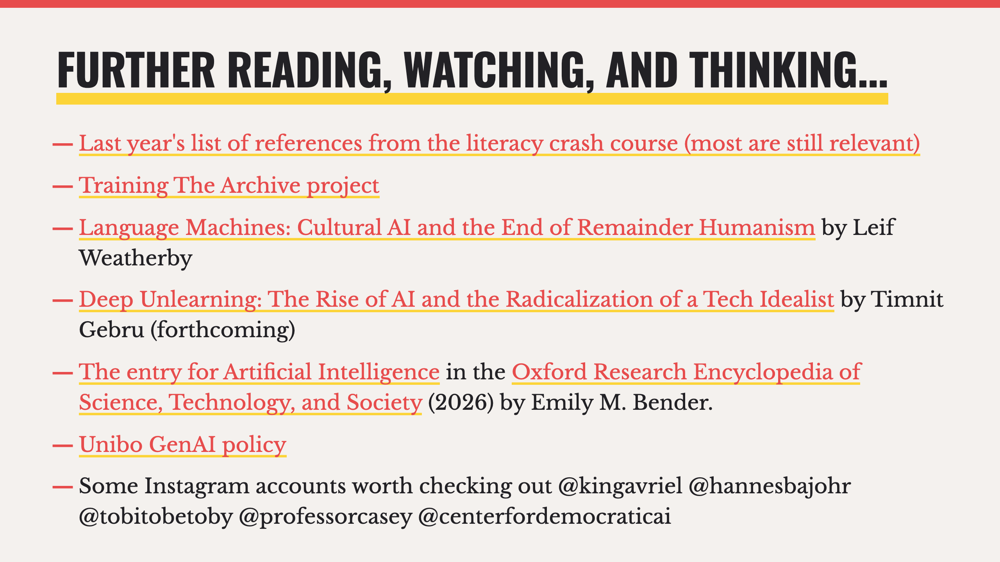 FURTHER READING, WATCHING, AND THINKING...
— Last year's list of references from the literacy crash course (most are still relevant)
— Training The Archive project
— Language Machines: Cultural AI and the End of Remainder Humanism by Leif
Weatherby
— Deep Unlearning: The Rise of AI and the Radicalization of a Tech Idealist by Timnit
Gebru (forthcoming)
— The entry for Artificial Intelligence in the Oxford Research Encyclopedia of
Science, Technology, and Society (2026) by Emily M. Bender.
— Unibo GenAI policy
— Some Instagram accounts worth checking out @kingavriel @hannesbajohr
@tobitobetoby @professorcasey @centerfordemocraticai